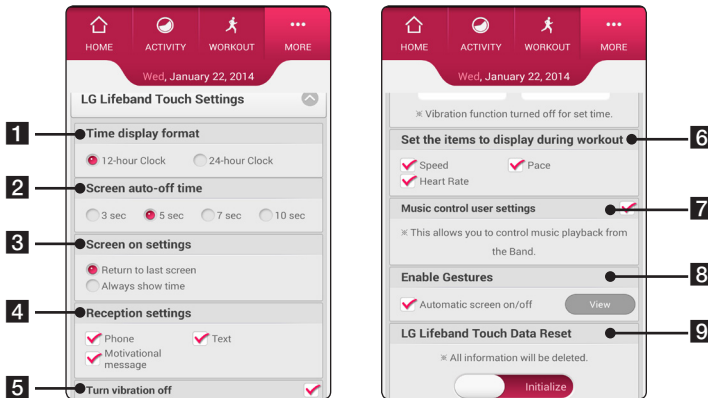 HOME ACTIVITY WORKOUT MORE
Wed, January 22, 2014
LG Lifeband Touch Settings
1 Time display format
12-hour Clock 24-hour Clock
2 Screen auto-off time
3 sec 5 sec 7 sec 10 sec
3 Screen on settings
Return to last screen
Always show time
4 Reception settings
Phone Text
Motivational
message
5 Turn vibration off
HOME ACTIVITY WORKOUT MORE
Wed, January 22, 2014
※ Vibration function turned off for set time.
Set the items to display during workout 6
Speed Pace
Heart Rate
Music control user settings 7
※ This allows you to control music playback from
the Band.
Enable Gestures 8
Automatic screen on/off View
LG Lifeband Touch Data Reset 9
※ All information will be deleted.
Initialize